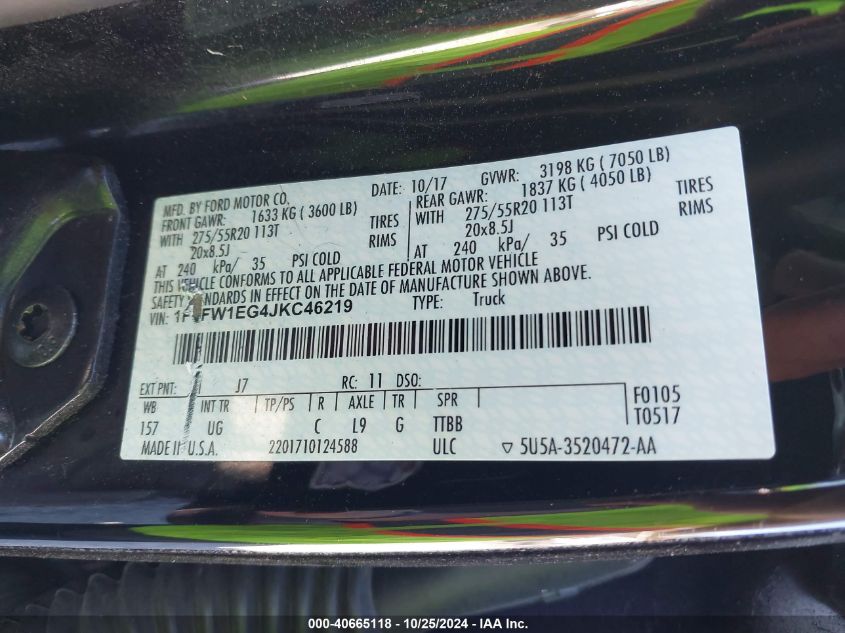 MFD. BY FORD MOTOR CO. DATE: 10/17 GVWR: 3198 KG ( 7050 LB)
FRONT GAWR: 1633 KG ( 3600 LB) REAR GAWR: 1837 KG ( 4050 LB)
WITH 275/55R20 113T TIRES WITH 275/55R20 113T TIRES
20x8.5J RIMS 20x8.5J RIMS
AT 240 kPa/ 35 PSI COLD AT 240 kPa/ 35 PSI COLD
THIS VEHICLE CONFORMS TO ALL APPLICABLE FEDERAL MOTOR VEHICLE
SAFETY STANDARDS IN EFFECT ON THE DATE OF MANUFACTURE SHOWN ABOVE.
VIN: 1FTFW1EG4JKC46219 TYPE: Truck
EXT PNT: J7 RC: 11 DSO:
WB INT TR TP/PS R AXLE TR SPR F0105
157 UG C L9 G TTBB T0517
MADE IN U.S.A. 2201710124588 ULC ▽ 5U5A-3520472-AA
000-40665118 - 10/25/2024 - IAA